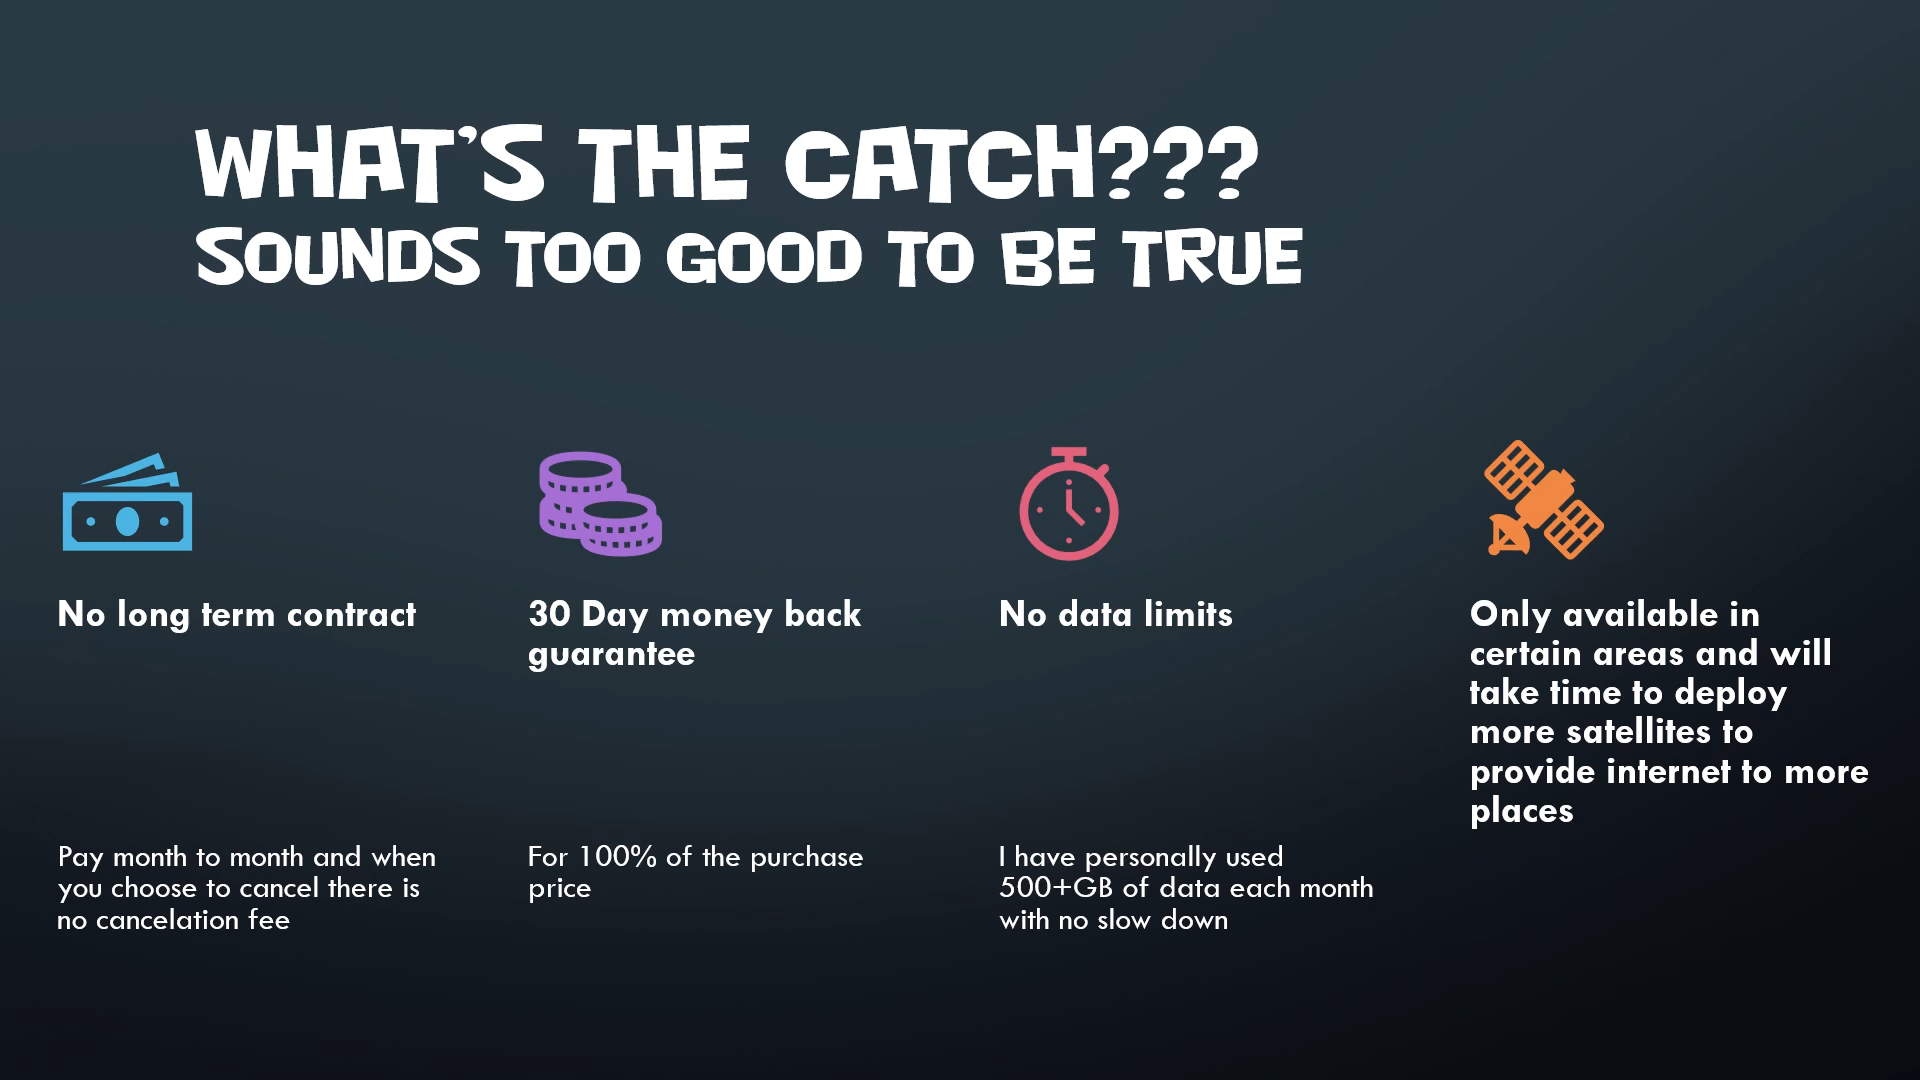 WHAT'S THE CATCH???
SOUNDS TOO GOOD TO BE TRUE
No long term contract
Pay month to month and when
you choose to cancel there is
no cancelation fee
30 Day money back
guarantee
For 100% of the purchase
price
No data limits
I have personally used
500+GB of data each month
with no slow down
Only available in
certain areas and will
take time to deploy
more satellites to
provide internet to more
places